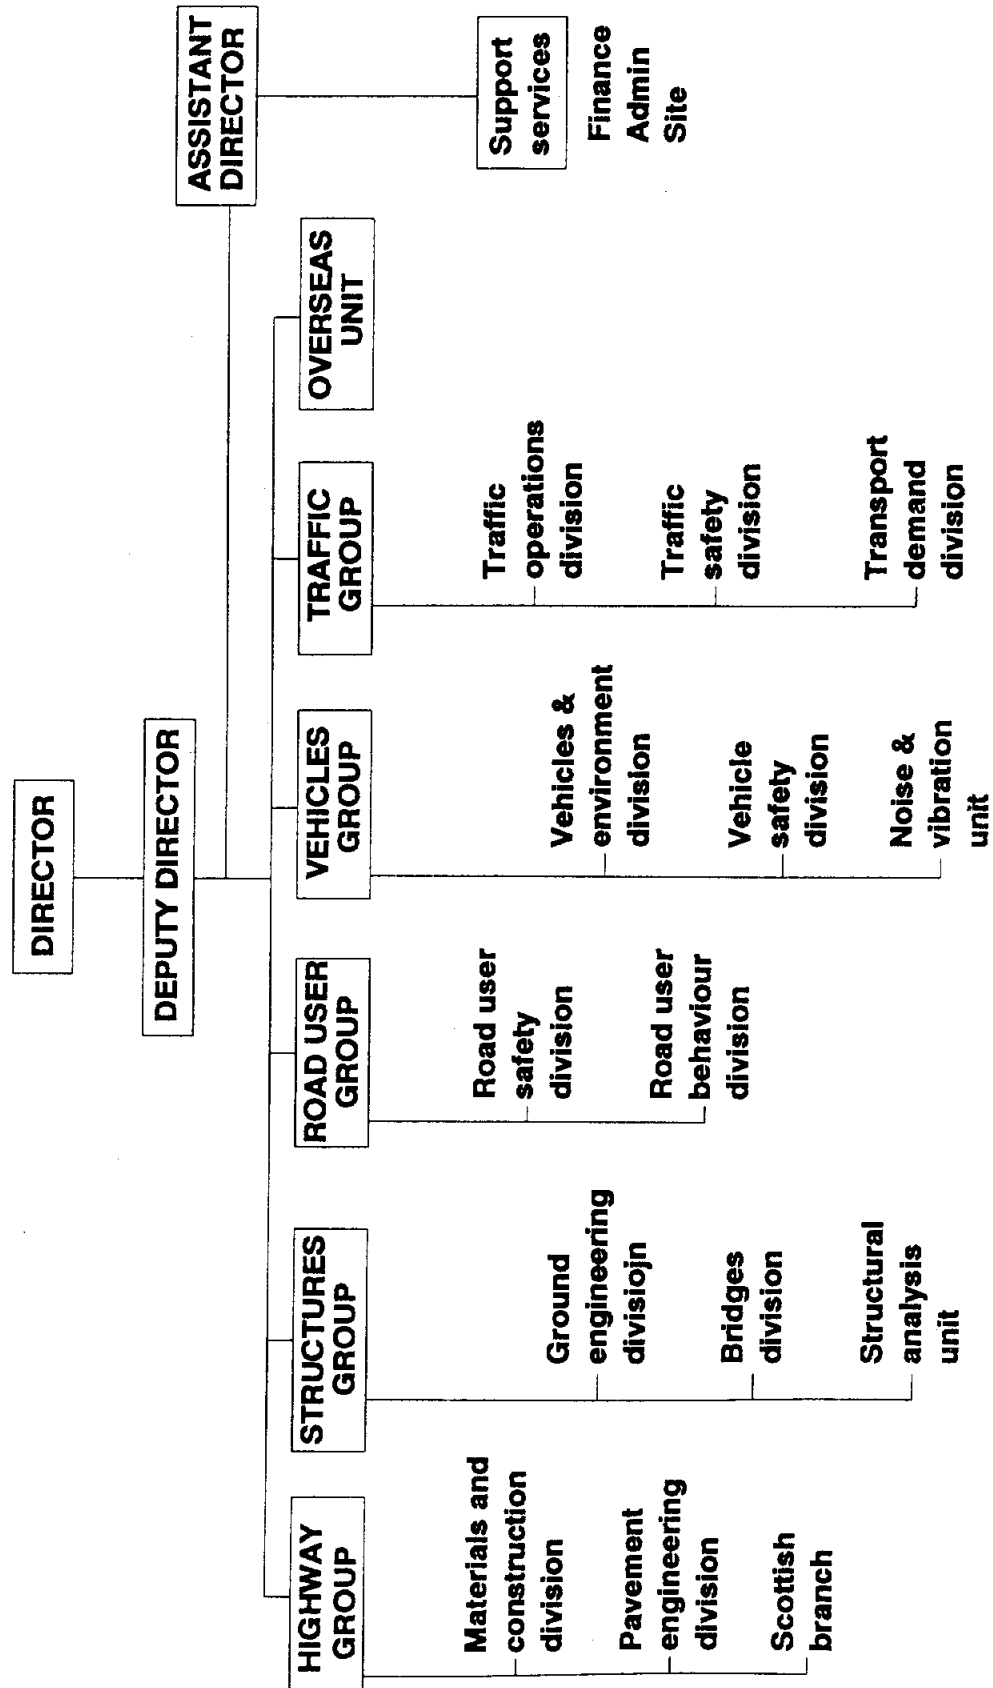 DIRECTOR
DEPUTY DIRECTOR
ASSISTANT
DIRECTOR
Support
services
Finance
Admin
Site
HIGHWAY
GROUP
Materials and
construction
division
Pavement
engineering
division
Scottish
branch
STRUCTURES
GROUP
Ground
engineering
divisiojn
Bridges
division
Structural
analysis
unit
ROAD USER
GROUP
Road user
safety
division
Road user
behaviour
division
VEHICLES
GROUP
Vehicles &
environment
division
Vehicle
safety
division
Noise &
vibration
unit
TRAFFIC
GROUP
Traffic
operations
division
Traffic
safety
division
Transport
demand
division
OVERSEAS
UNIT